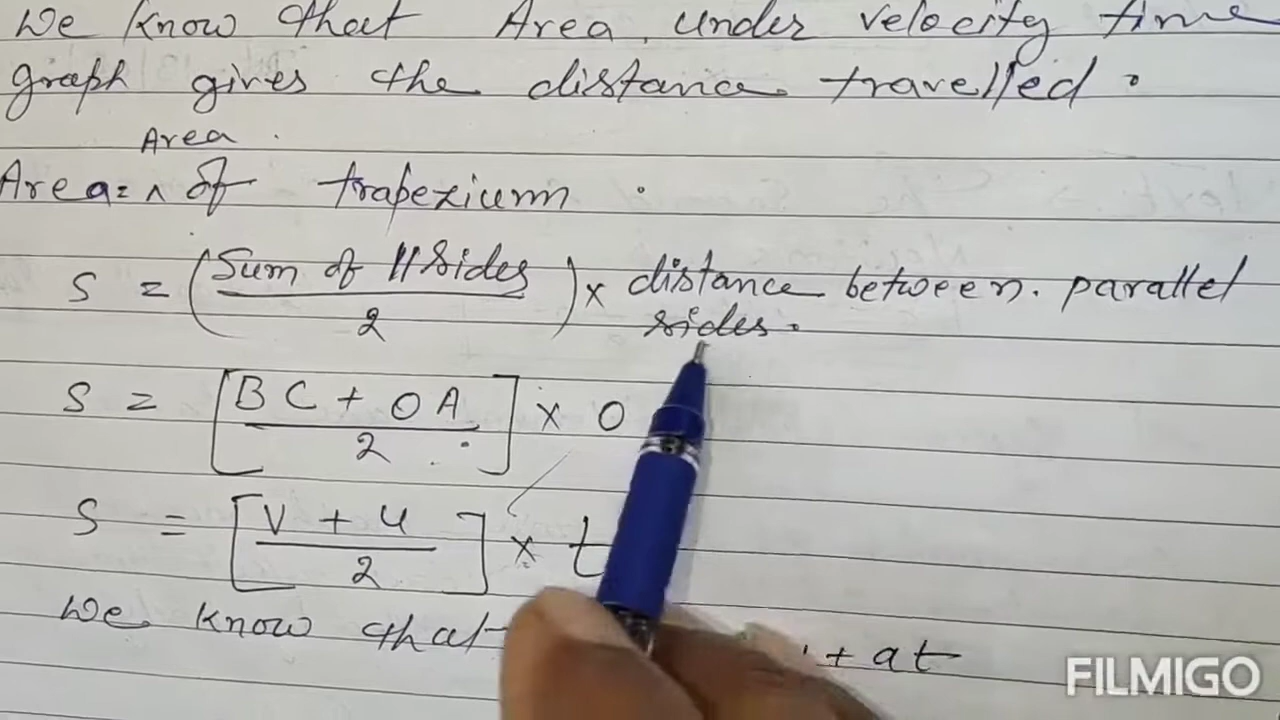 We know that Area under velocity time
graph gives the distance travelled.
Area
Area = ^ of trapezium.
S = (Sum of || sides / 2) × distance between parallel
sides.
S = [BC + OA / 2] × O
S = [V + u / 2] × t
We know that + at
FILMIGO